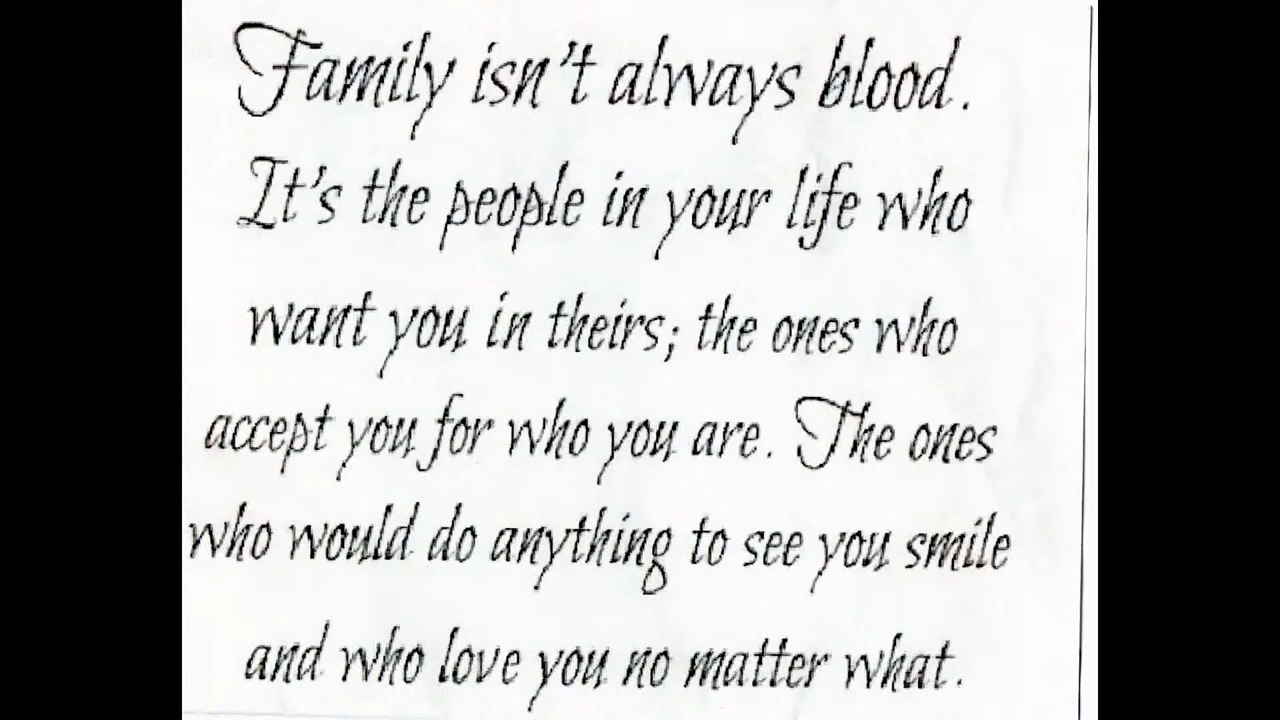 Family isn't always blood.
It's the people in your life who
want you in theirs; the ones who
accept you for who you are. The ones
who would do anything to see you smile
and who love you no matter what.